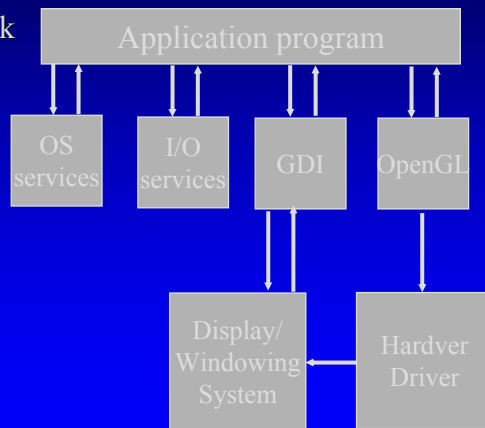 k
Application program
OS
services
I/O
services
GDI
OpenGL
Display/
Windowing
System
Hardver
Driver